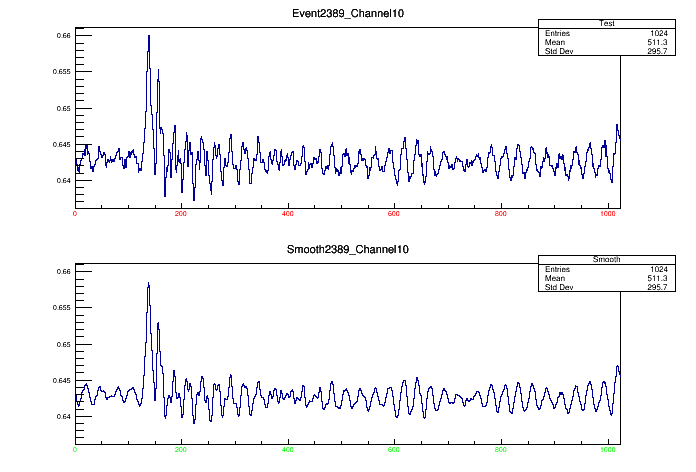 Event2389_Channel10
Test
Entries 1024
Mean 511.3
Std Dev 295.7
0.66
0.655
0.65
0.645
0.64
0 200 400 600 800 1000
Smooth2389_Channel10
Smooth
Entries 1024
Mean 511.3
Std Dev 295.7
0.66
0.655
0.65
0.645
0.64
0 200 400 600 800 1000